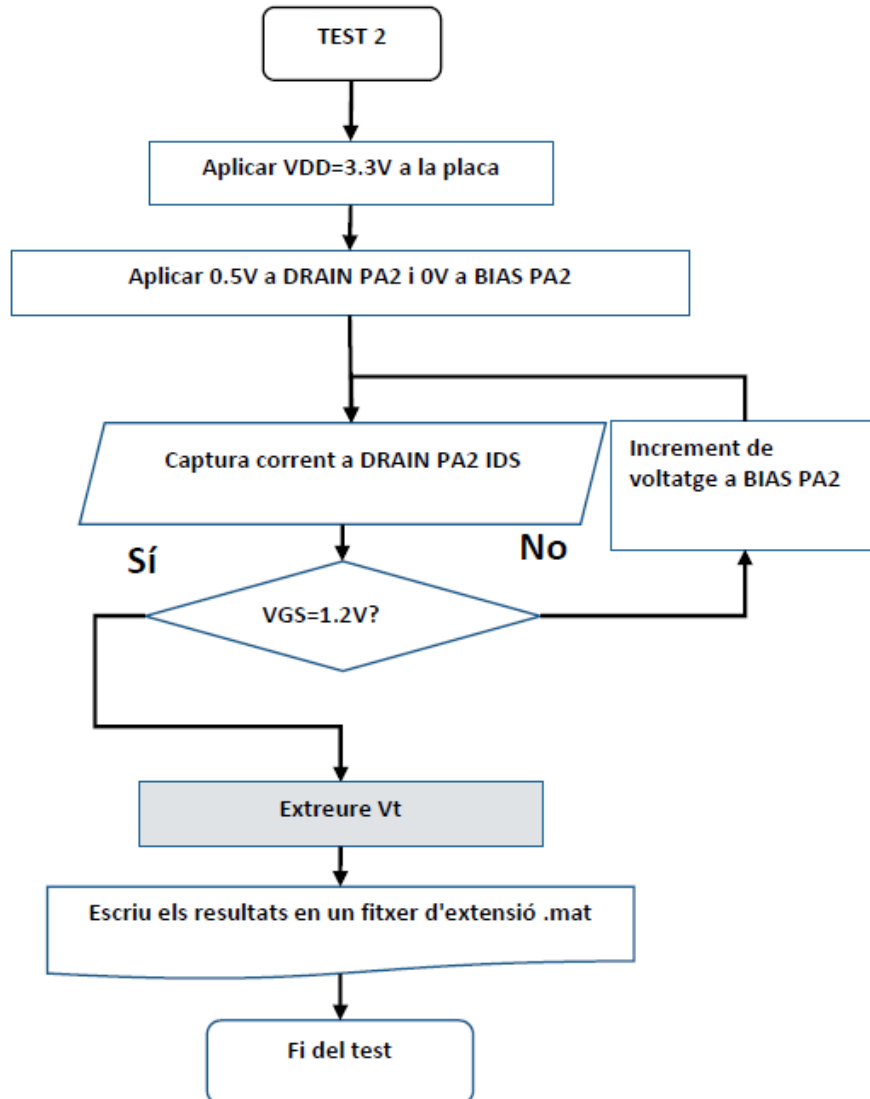 TEST 2
Aplicar VDD=3.3V a la placa
Aplicar 0.5V a DRAIN PA2 i 0V a BIAS PA2
Captura corrent a DRAIN PA2 IDS
Increment de
voltatge a BIAS PA2
Sí
No
VGS=1.2V?
Extreure Vt
Escriu els resultats en un fitxer d'extensió .mat
Fi del test